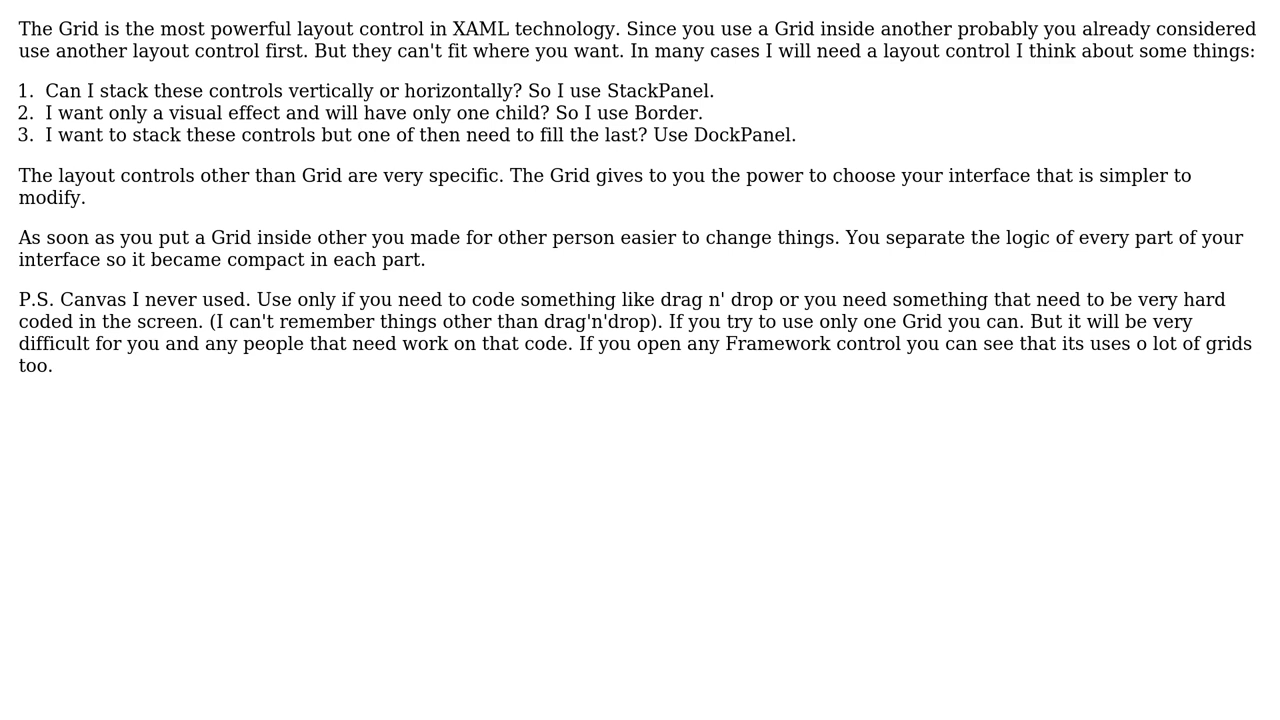 The Grid is the most powerful layout control in XAML technology. Since you use a Grid inside another probably you already considered
use another layout control first. But they can't fit where you want. In many cases I will need a layout control I think about some things:
1. Can I stack these controls vertically or horizontally? So I use StackPanel.
2. I want only a visual effect and will have only one child? So I use Border.
3. I want to stack these controls but one of then need to fill the last? Use DockPanel.
The layout controls other than Grid are very specific. The Grid gives to you the power to choose your interface that is simpler to
modify.
As soon as you put a Grid inside other you made for other person easier to change things. You separate the logic of every part of your
interface so it became compact in each part.
P.S. Canvas I never used. Use only if you need to code something like drag n' drop or you need something that need to be very hard
coded in the screen. (I can't remember things other than drag'n'drop). If you try to use only one Grid you can. But it will be very
difficult for you and any people that need work on that code. If you open any Framework control you can see that its uses o lot of grids
too.